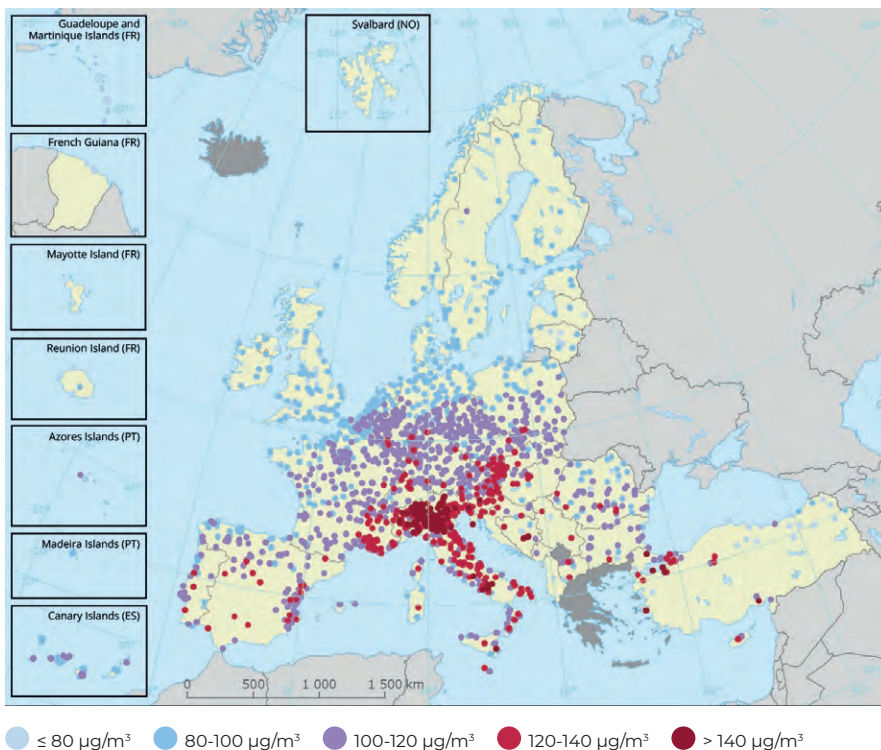 Guadeloupe and
Martinique Islands (FR)
Svalbard (NO)
French Guiana (FR)
Mayotte Island (FR)
Reunion Island (FR)
Azores Islands (PT)
Madeira Islands (PT)
Canary Islands (ES)
0 500 1 000 1 500 km
≤ 80 µg/m³ 80-100 µg/m³ 100-120 µg/m³ 120-140 µg/m³ > 140 µg/m³